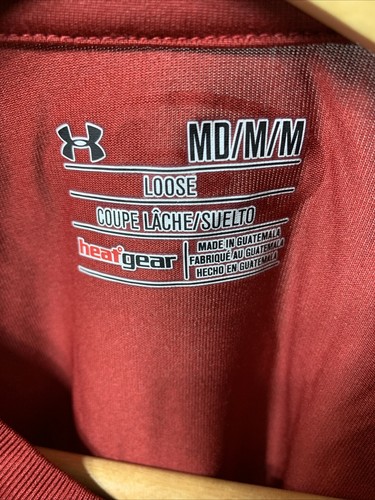 MD/M/M
LOOSE
COUPE LÂCHE/SUELTO
heatgear
MADE IN GUATEMALA
FABRIQUÉ AU GUATEMALA
HECHO EN GUATEMALA